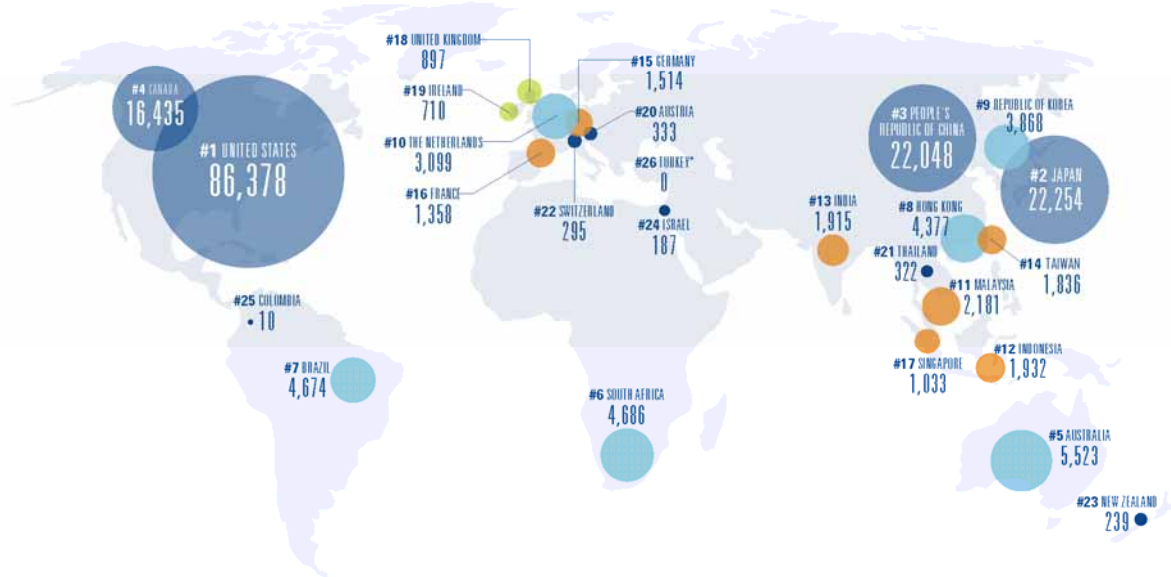 #18 UNITED KINGDOM
897
#15 GERMANY
1,514
#4 CANADA
16,435
#19 IRELAND
710
#20 AUSTRIA
333
#3 PEOPLE'S
REPUBLIC OF CHINA
22,048
#9 REPUBLIC OF KOREA
3,868
#1 UNITED STATES
86,378
#10 THE NETHERLANDS
3,099
#26 TURKEY*
0
#2 JAPAN
22,254
#16 FRANCE
1,358
#22 SWITZERLAND
295
#24 ISRAEL
187
#13 INDIA
1,915
#8 HONG KONG
4,377
#21 THAILAND
322
#14 TAIWAN
1,836
#11 MALAYSIA
2,181
#25 COLOMBIA
10
#7 BRAZIL
4,674
#6 SOUTH AFRICA
4,686
#17 SINGAPORE
1,033
#12 INDONESIA
1,932
#5 AUSTRALIA
5,523
#23 NEW ZEALAND
239